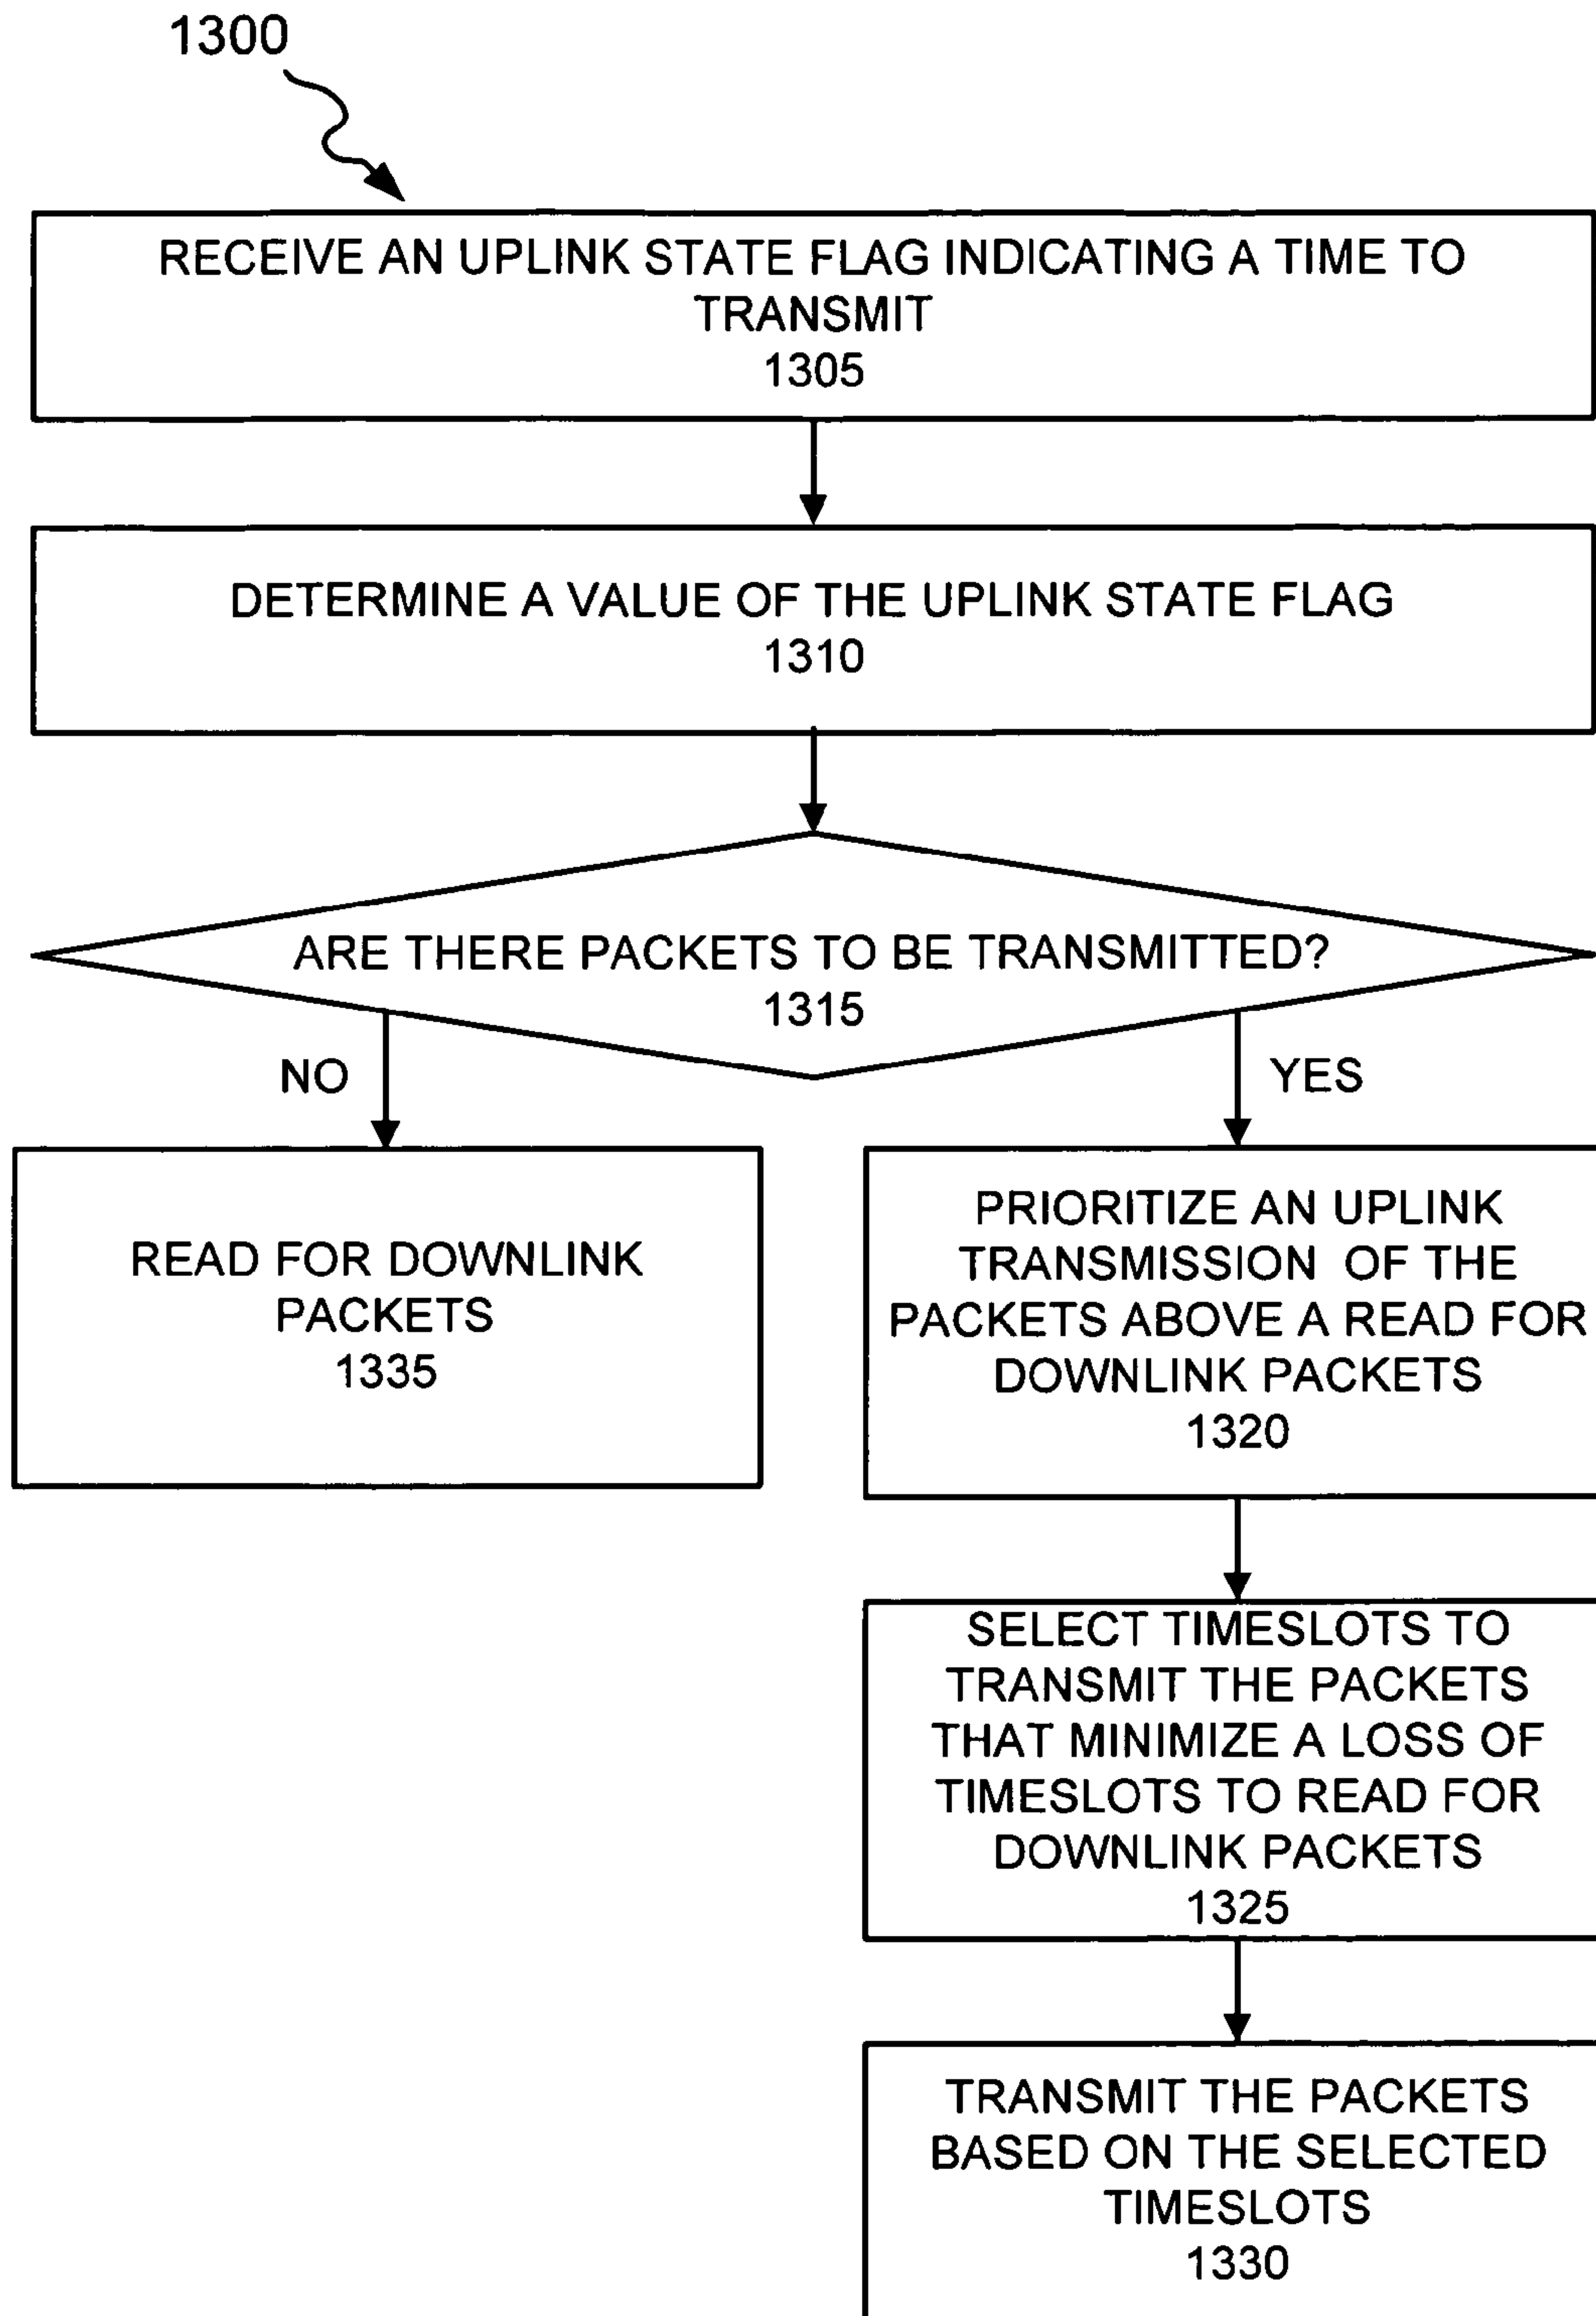 1300
RECEIVE AN UPLINK STATE FLAG INDICATING A TIME TO
TRANSMIT
1305
DETERMINE A VALUE OF THE UPLINK STATE FLAG
1310
ARE THERE PACKETS TO BE TRANSMITTED?
1315
NO
YES
READ FOR DOWNLINK
PACKETS
1335
PRIORITIZE AN UPLINK
TRANSMISSION OF THE
PACKETS ABOVE A READ FOR
DOWNLINK PACKETS
1320
SELECT TIMESLOTS TO
TRANSMIT THE PACKETS
THAT MINIMIZE A LOSS OF
TIMESLOTS TO READ FOR
DOWNLINK PACKETS
1325
TRANSMIT THE PACKETS
BASED ON THE SELECTED
TIMESLOTS
1330